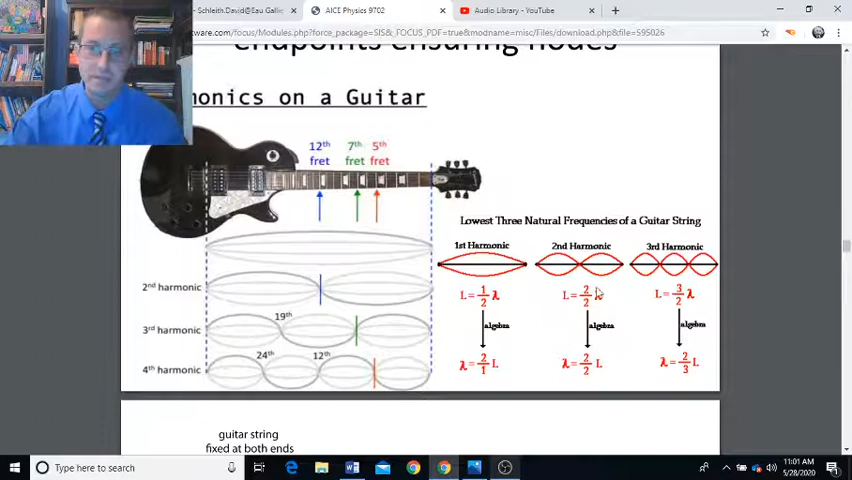 Schleith.David@Eau Galli
AICE Physics 9702
Audio Library - YouTube
tware.com/focus/Modules.php?force_package=SIS&_FOCUS_PDF=true&modname=misc/Files/download.php&file=595026
endpoints ensuring nodes
monics on a Guitar
12th
fret
7th
fret
5th
fret
2nd harmonic
3rd harmonic
19th
4th harmonic
24th
12th
Lowest Three Natural Frequencies of a Guitar String
1st Harmonic
2nd Harmonic
3rd Harmonic
L = 1/2 λ
L = 2/2 λ
L = 3/2 λ
algebra
algebra
algebra
λ = 2/1 L
λ = 2/2 L
λ = 2/3 L
guitar string
fixed at both ends
Type here to search
11:01 AM
5/28/2020